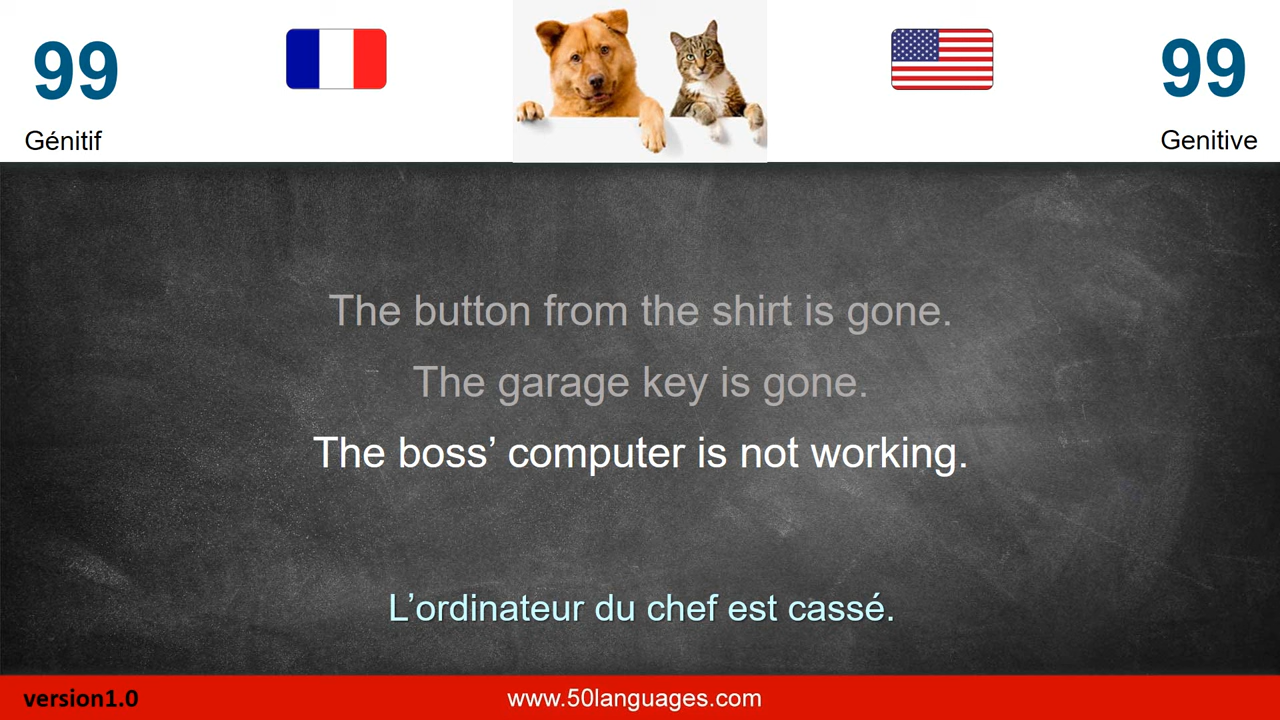 99
99
Génitif
Genitive
The button from the shirt is gone.
The garage key is gone.
The boss’ computer is not working.
L’ordinateur du chef est cassé.
version1.0
www.50languages.com